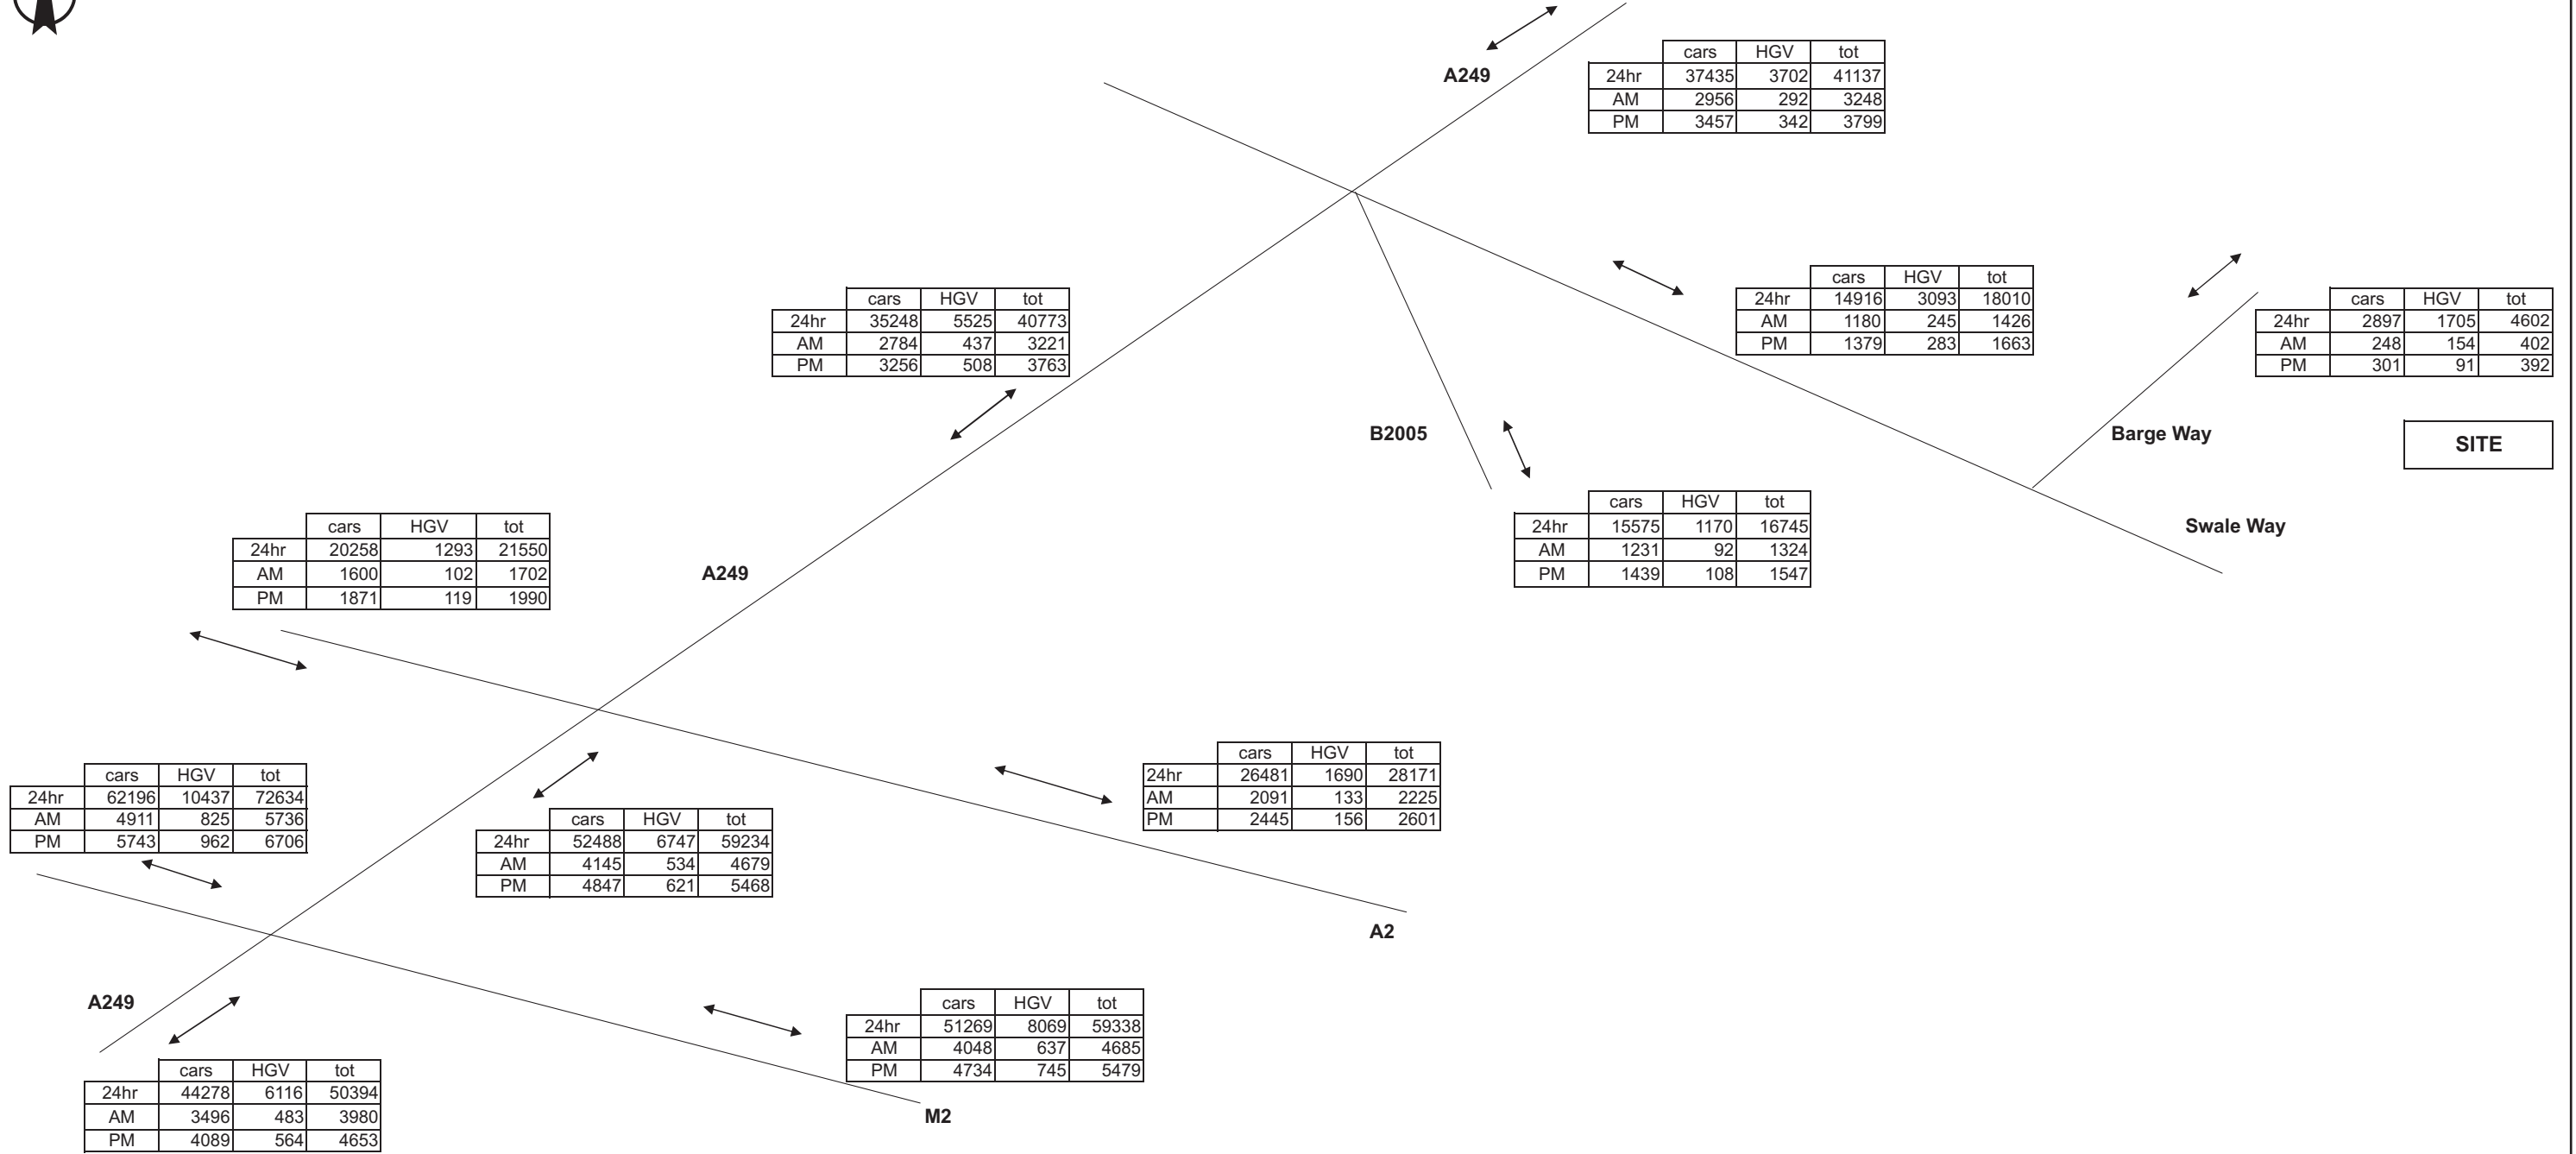 A249
cars HGV tot
24hr 37435 3702 41137
AM 2956 292 3248
PM 3457 342 3799
cars HGV tot
24hr 14916 3093 18010
AM 1180 245 1426
PM 1379 283 1663
cars HGV tot
24hr 35248 5525 40773
AM 2784 437 3221
PM 3256 508 3763
cars HGV tot
24hr 2897 1705 4602
AM 248 154 402
PM 301 91 392
B2005
Barge Way
SITE
cars HGV tot
24hr 15575 1170 16745
AM 1231 92 1324
PM 1439 108 1547
Swale Way
cars HGV tot
24hr 20258 1293 21550
AM 1600 102 1702
PM 1871 119 1990
A249
cars HGV tot
24hr 26481 1690 28171
AM 2091 133 2225
PM 2445 156 2601
cars HGV tot
24hr 62196 10437 72634
AM 4911 825 5736
PM 5743 962 6706
cars HGV tot
24hr 52488 6747 59234
AM 4145 534 4679
PM 4847 621 5468
A2
A249
cars HGV tot
24hr 51269 8069 59338
AM 4048 637 4685
PM 4734 745 5479
cars HGV tot
24hr 44278 6116 50394
AM 3496 483 3980
PM 4089 564 4653
M2